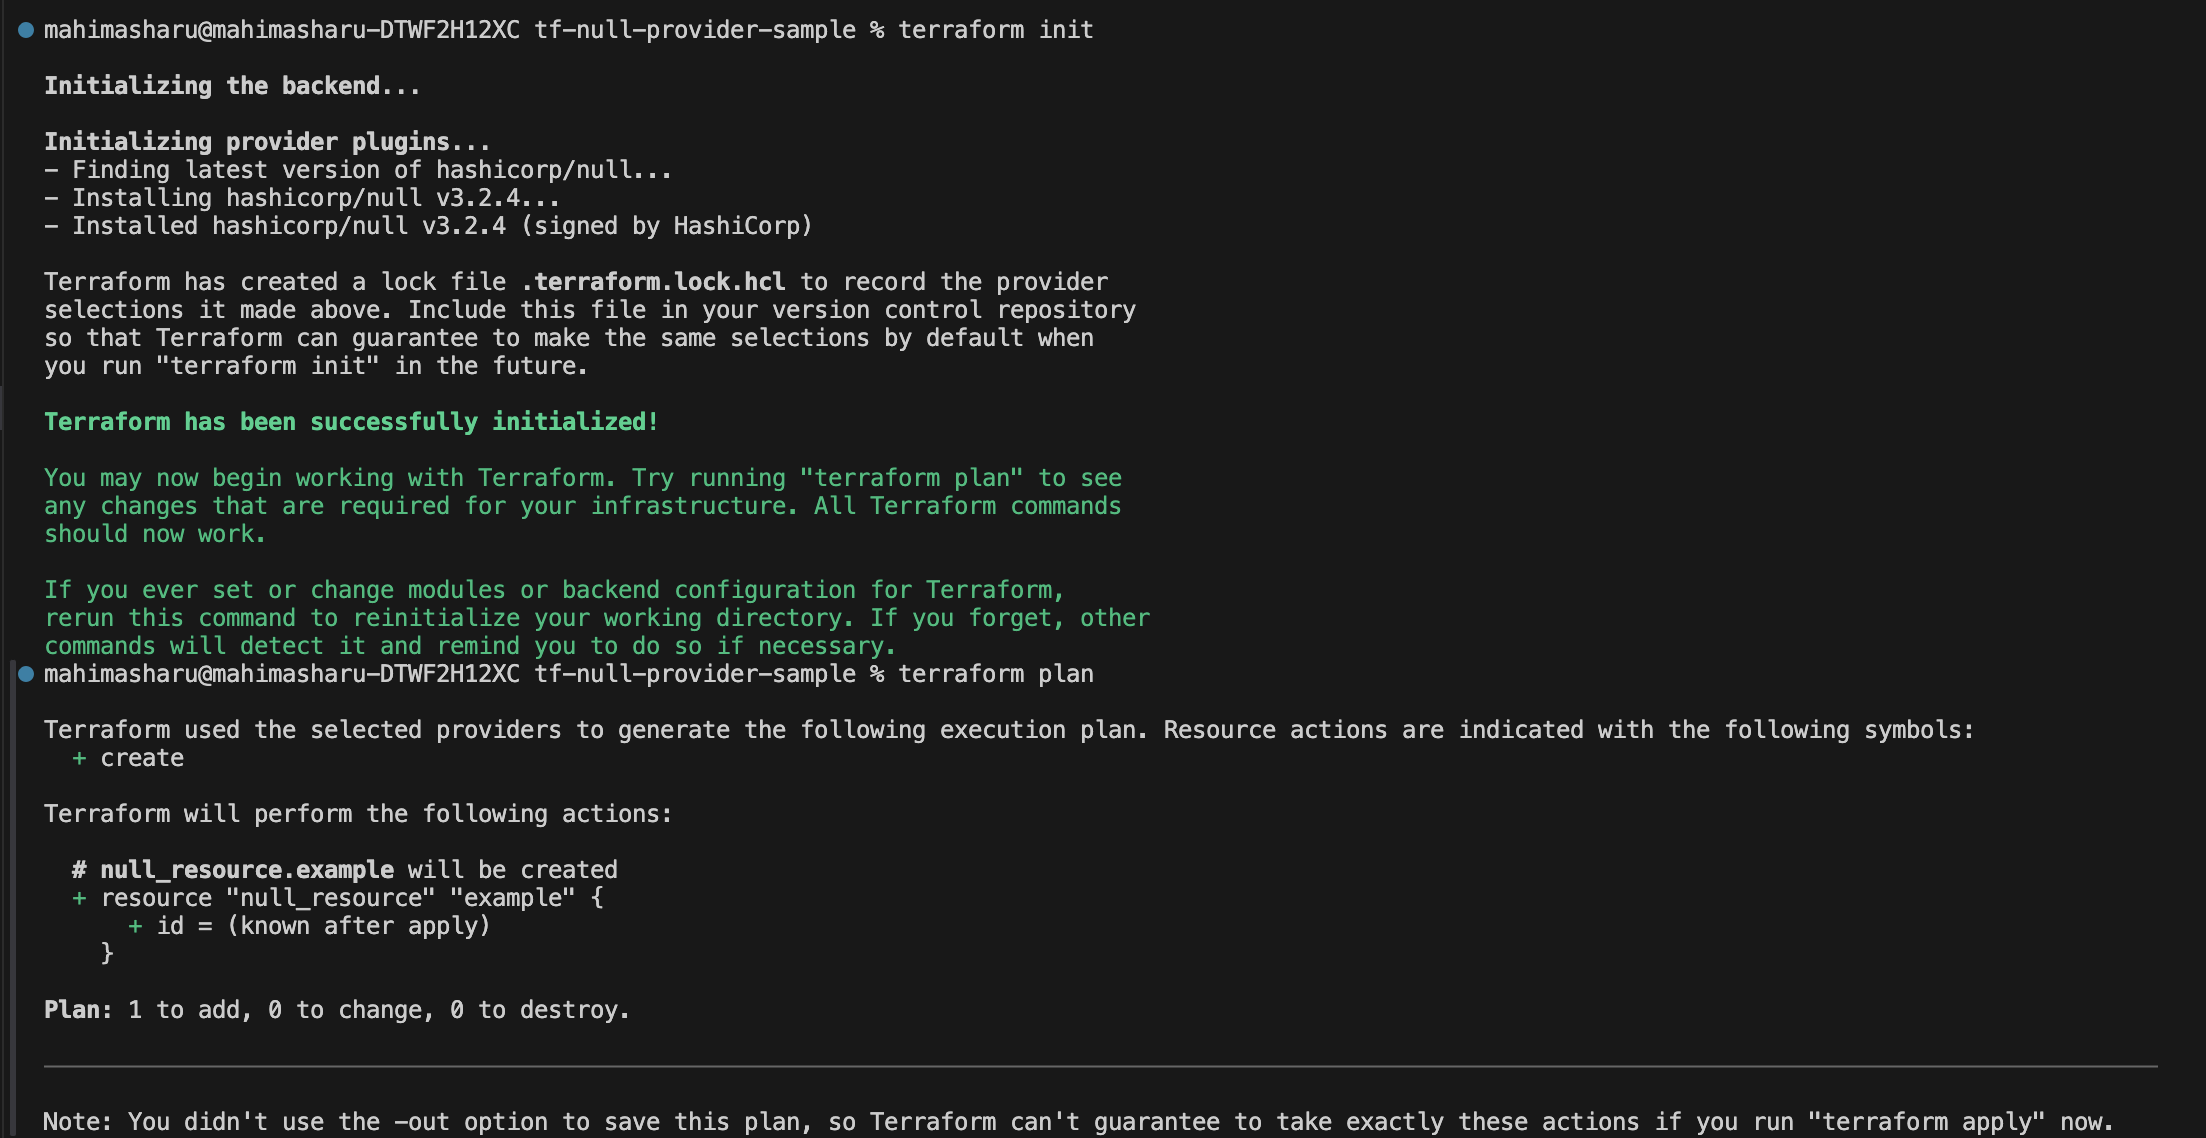 mahimasharu@mahimasharu-DTWF2H12XC tf-null-provider-sample % terraform init
Initializing the backend...
Initializing provider plugins...
- Finding latest version of hashicorp/null...
- Installing hashicorp/null v3.2.4...
- Installed hashicorp/null v3.2.4 (signed by HashiCorp)
Terraform has created a lock file .terraform.lock.hcl to record the provider
selections it made above. Include this file in your version control repository
so that Terraform can guarantee to make the same selections by default when
you run "terraform init" in the future.
Terraform has been successfully initialized!
You may now begin working with Terraform. Try running "terraform plan" to see
any changes that are required for your infrastructure. All Terraform commands
should now work.
If you ever set or change modules or backend configuration for Terraform,
rerun this command to reinitialize your working directory. If you forget, other
commands will detect it and remind you to do so if necessary.
mahimasharu@mahimasharu-DTWF2H12XC tf-null-provider-sample % terraform plan
Terraform used the selected providers to generate the following execution plan. Resource actions are indicated with the following symbols:
  + create
Terraform will perform the following actions:
  # null_resource.example will be created
  + resource "null_resource" "example" {
      + id = (known after apply)
    }
Plan: 1 to add, 0 to change, 0 to destroy.
Note: You didn't use the -out option to save this plan, so Terraform can't guarantee to take exactly these actions if you run "terraform apply" now.